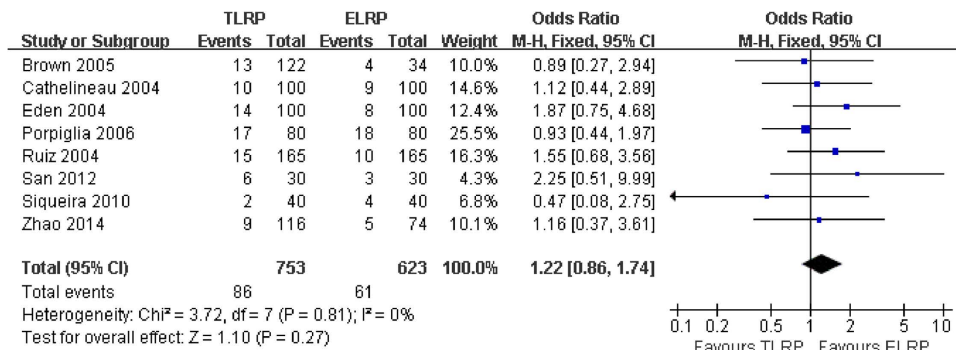 TLRP ELRP Odds Ratio Odds Ratio
Study or Subgroup Events Total Events Total Weight M-H, Fixed, 95% CI M-H, Fixed, 95% CI
Brown 2005 13 122 4 34 10.0% 0.89 [0.27, 2.94]
Cathelineau 2004 10 100 9 100 14.6% 1.12 [0.44, 2.89]
Eden 2004 14 100 8 100 12.4% 1.87 [0.75, 4.68]
Porpiglia 2006 17 80 18 80 25.5% 0.93 [0.44, 1.97]
Ruiz 2004 15 165 10 165 16.3% 1.55 [0.68, 3.56]
San 2012 6 30 3 30 4.3% 2.25 [0.51, 9.99]
Siqueira 2010 2 40 4 40 6.8% 0.47 [0.08, 2.75]
Zhao 2014 9 116 5 74 10.1% 1.16 [0.37, 3.61]
Total (95% CI) 753 623 100.0% 1.22 [0.86, 1.74]
Total events 86 61
Heterogeneity: Chi² = 3.72, df = 7 (P = 0.81); I² = 0%
Test for overall effect: Z = 1.10 (P = 0.27)
0.1 0.2 0.5 1 2 5 10
Favours TLRP Favours ELRP